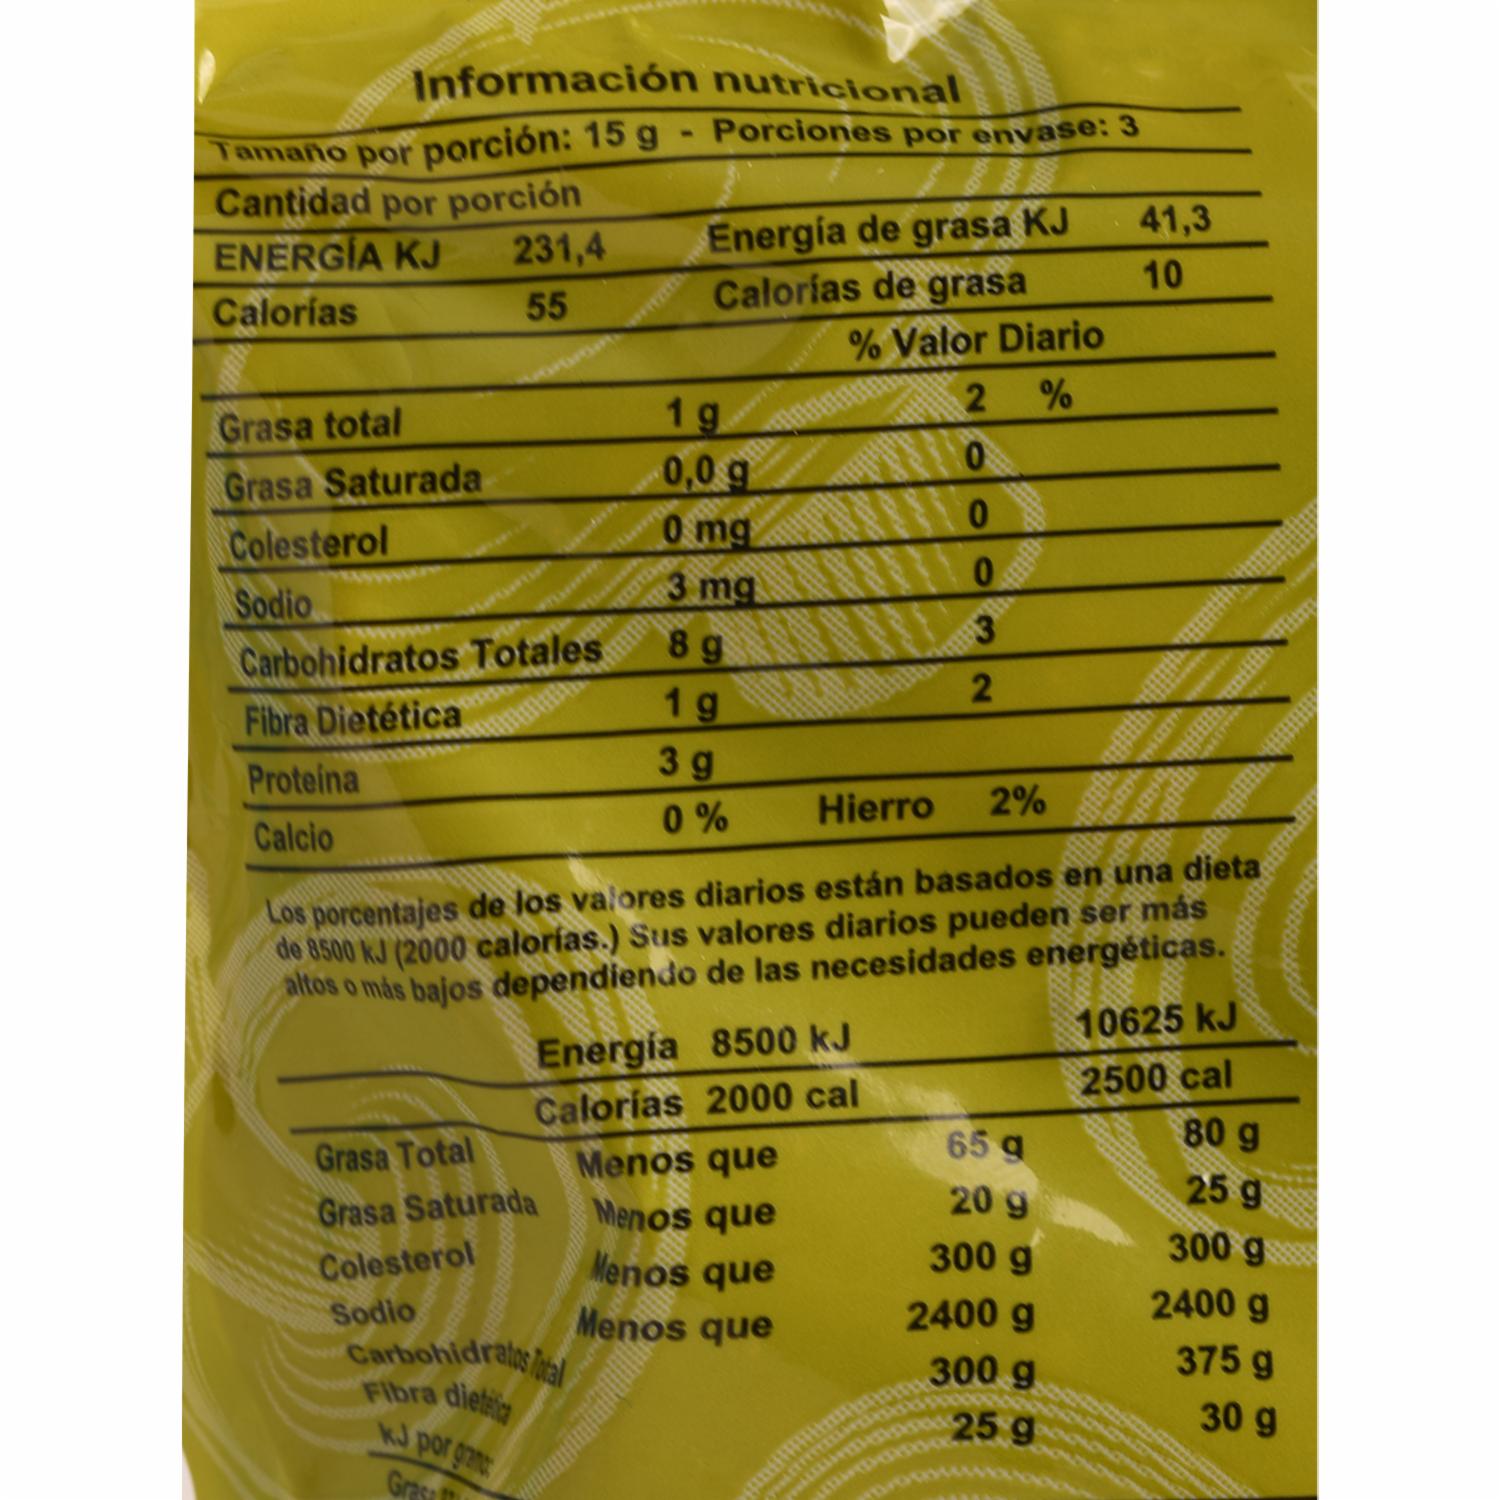 Información nutricional
Tamaño por porción: 15 g - Porciones por envase: 3
Cantidad por porción
ENERGÍA KJ 231,4 Energía de grasa KJ 41,3
Calorías 55 Calorías de grasa 10
% Valor Diario
Grasa total 1 g 2 %
Grasa Saturada 0,0 g 0
Colesterol 0 mg 0
Sodio 3 mg 0
Carbohidratos Totales 8 g 3
Fibra Dietética 1 g 2
Proteína 3 g
Calcio 0 % Hierro 2%
Los porcentajes de los valores diarios están basados en una dieta
de 8500 kJ (2000 calorías.) Sus valores diarios pueden ser más
altos o más bajos dependiendo de las necesidades energéticas.
Energía 8500 kJ 10625 kJ
Calorías 2000 cal 2500 cal
Grasa Total Menos que 65 g 80 g
Grasa Saturada Menos que 20 g 25 g
Colesterol Menos que 300 g 300 g
Sodio Menos que 2400 g 2400 g
Carbohidratos Total 300 g 375 g
Fibra dietética 25 g 30 g
kJ por gramo: